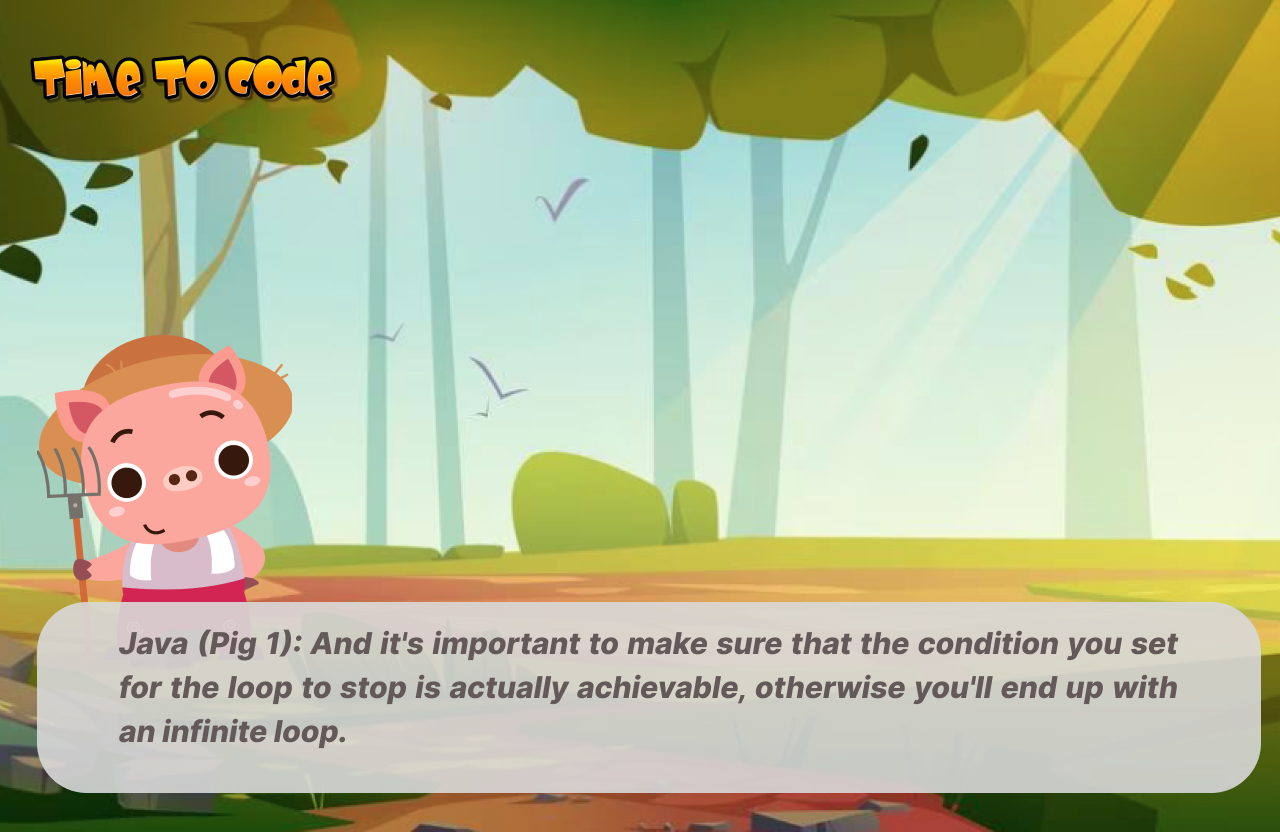 Time To Code
Java (Pig 1): And it's important to make sure that the condition you set
for the loop to stop is actually achievable, otherwise you'll end up with
an infinite loop.